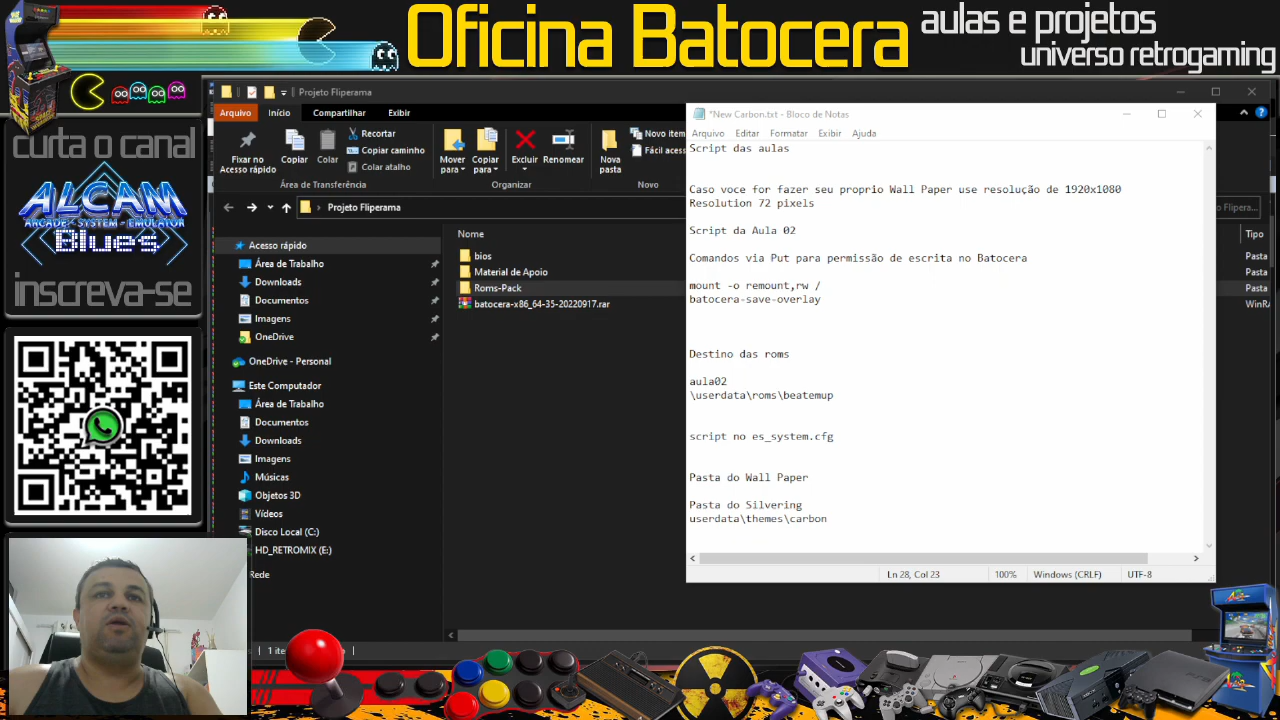 Oficina Batocera
aulas e projetos
universo retrogaming
curta o canal
ALCAM
ARCADE - SYSTEM - EMULATOR
Blues
inscreva-se
Projeto Fliperama
Arquivo
Início
Compartilhar
Exibir
Fixar no
Acesso rápido
Copiar
Colar
Recortar
Copiar caminho
Colar atalho
Área de Transferência
Mover
para
Copiar
para
Excluir
Renomear
Organizar
Nova
pasta
Novo item
Fácil acess
Novo
Projeto Fliperama
Flipera...
Acesso rápido
Área de Trabalho
Downloads
Documentos
Imagens
OneDrive
OneDrive - Personal
Este Computador
Área de Trabalho
Documentos
Downloads
Imagens
Músicas
Objetos 3D
Vídeos
Disco Local (C:)
HD_RETROMIX (E:)
Rede
1 ite
Nome
bios
Material de Apoio
Roms-Pack
batocera-x86_64-35-20220917.rar
Tipo
Pasta
Pasta
Pasta
WinRA
*New Carbon.txt - Bloco de Notas
Arquivo Editar Formatar Exibir Ajuda
Script das aulas
Caso voce for fazer seu proprio Wall Paper use resolução de 1920x1080
Resolution 72 pixels
Script da Aula 02
Comandos via Put para permissão de escrita no Batocera
mount -o remount,rw /
batocera-save-overlay
Destino das roms
aula02
\userdata\roms\beatemup
script no es_system.cfg
Pasta do Wall Paper
Pasta do Silvering
userdata\themes\carbon
Ln 28, Col 23
100%
Windows (CRLF)
UTF-8